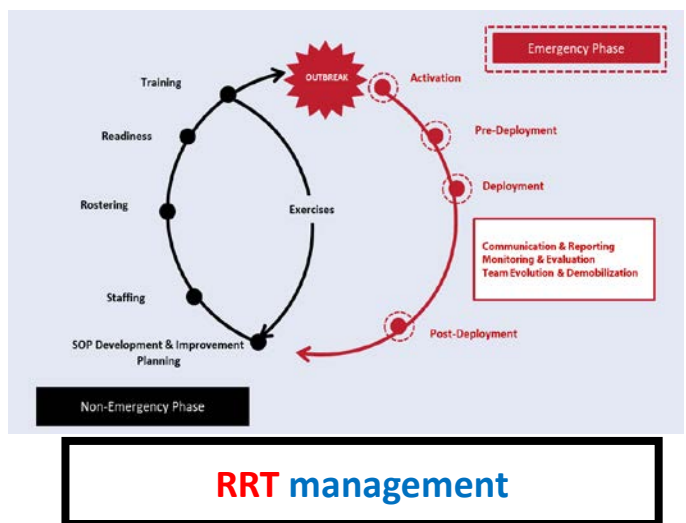 Emergency Phase
OUTBREAK
Training
Activation
Readiness
Pre-Deployment
Deployment
Rostering
Exercises
Communication & Reporting
Monitoring & Evaluation
Team Evolution & Demobilization
Staffing
Post-Deployment
SOP Development & Improvement
Planning
Non-Emergency Phase
RRT management